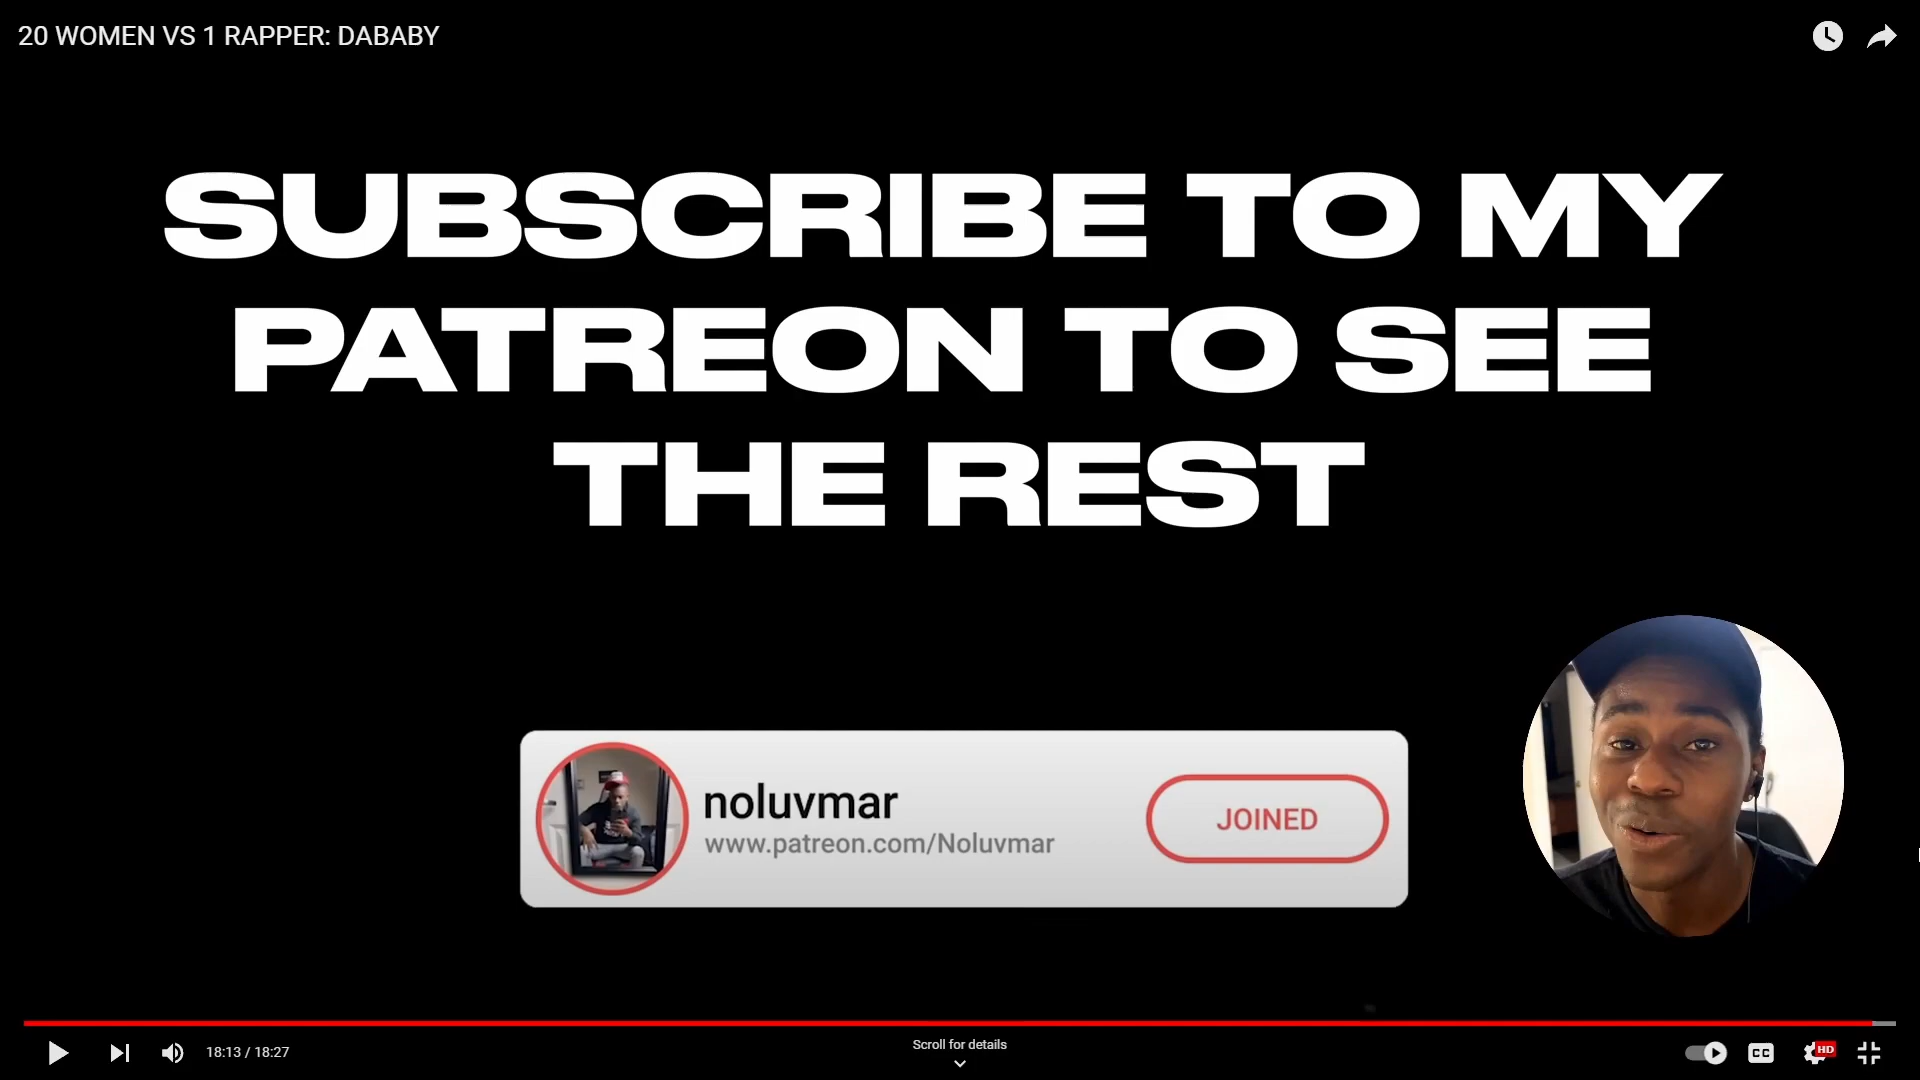 20 WOMEN VS 1 RAPPER: DABABY
SUBSCRIBE TO MY
PATREON TO SEE
THE REST
noluvmar
www.patreon.com/Noluvmar
JOINED
18:13 / 18:27
Scroll for details
CC
HD